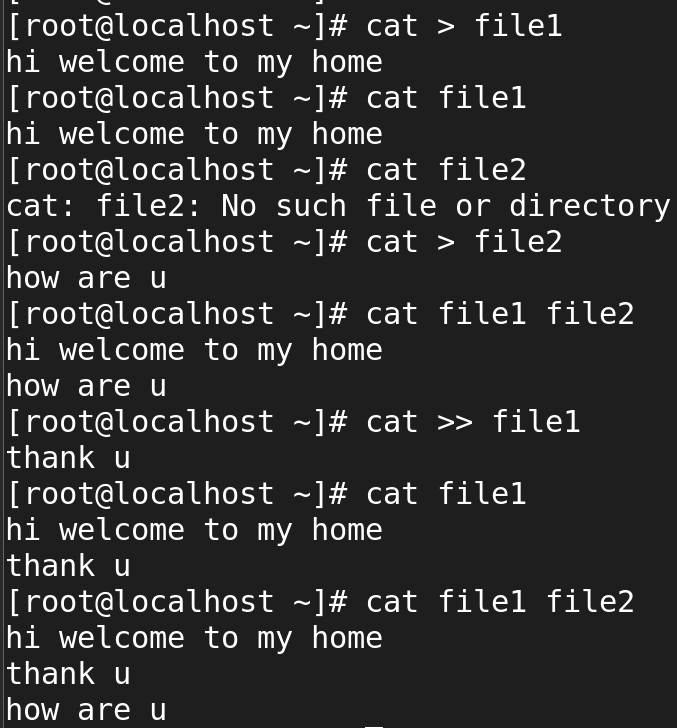 [root@localhost ~]# cat > file1
hi welcome to my home
[root@localhost ~]# cat file1
hi welcome to my home
[root@localhost ~]# cat file2
cat: file2: No such file or directory
[root@localhost ~]# cat > file2
how are u
[root@localhost ~]# cat file1 file2
hi welcome to my home
how are u
[root@localhost ~]# cat >> file1
thank u
[root@localhost ~]# cat file1
hi welcome to my home
thank u
[root@localhost ~]# cat file1 file2
hi welcome to my home
thank u
how are u